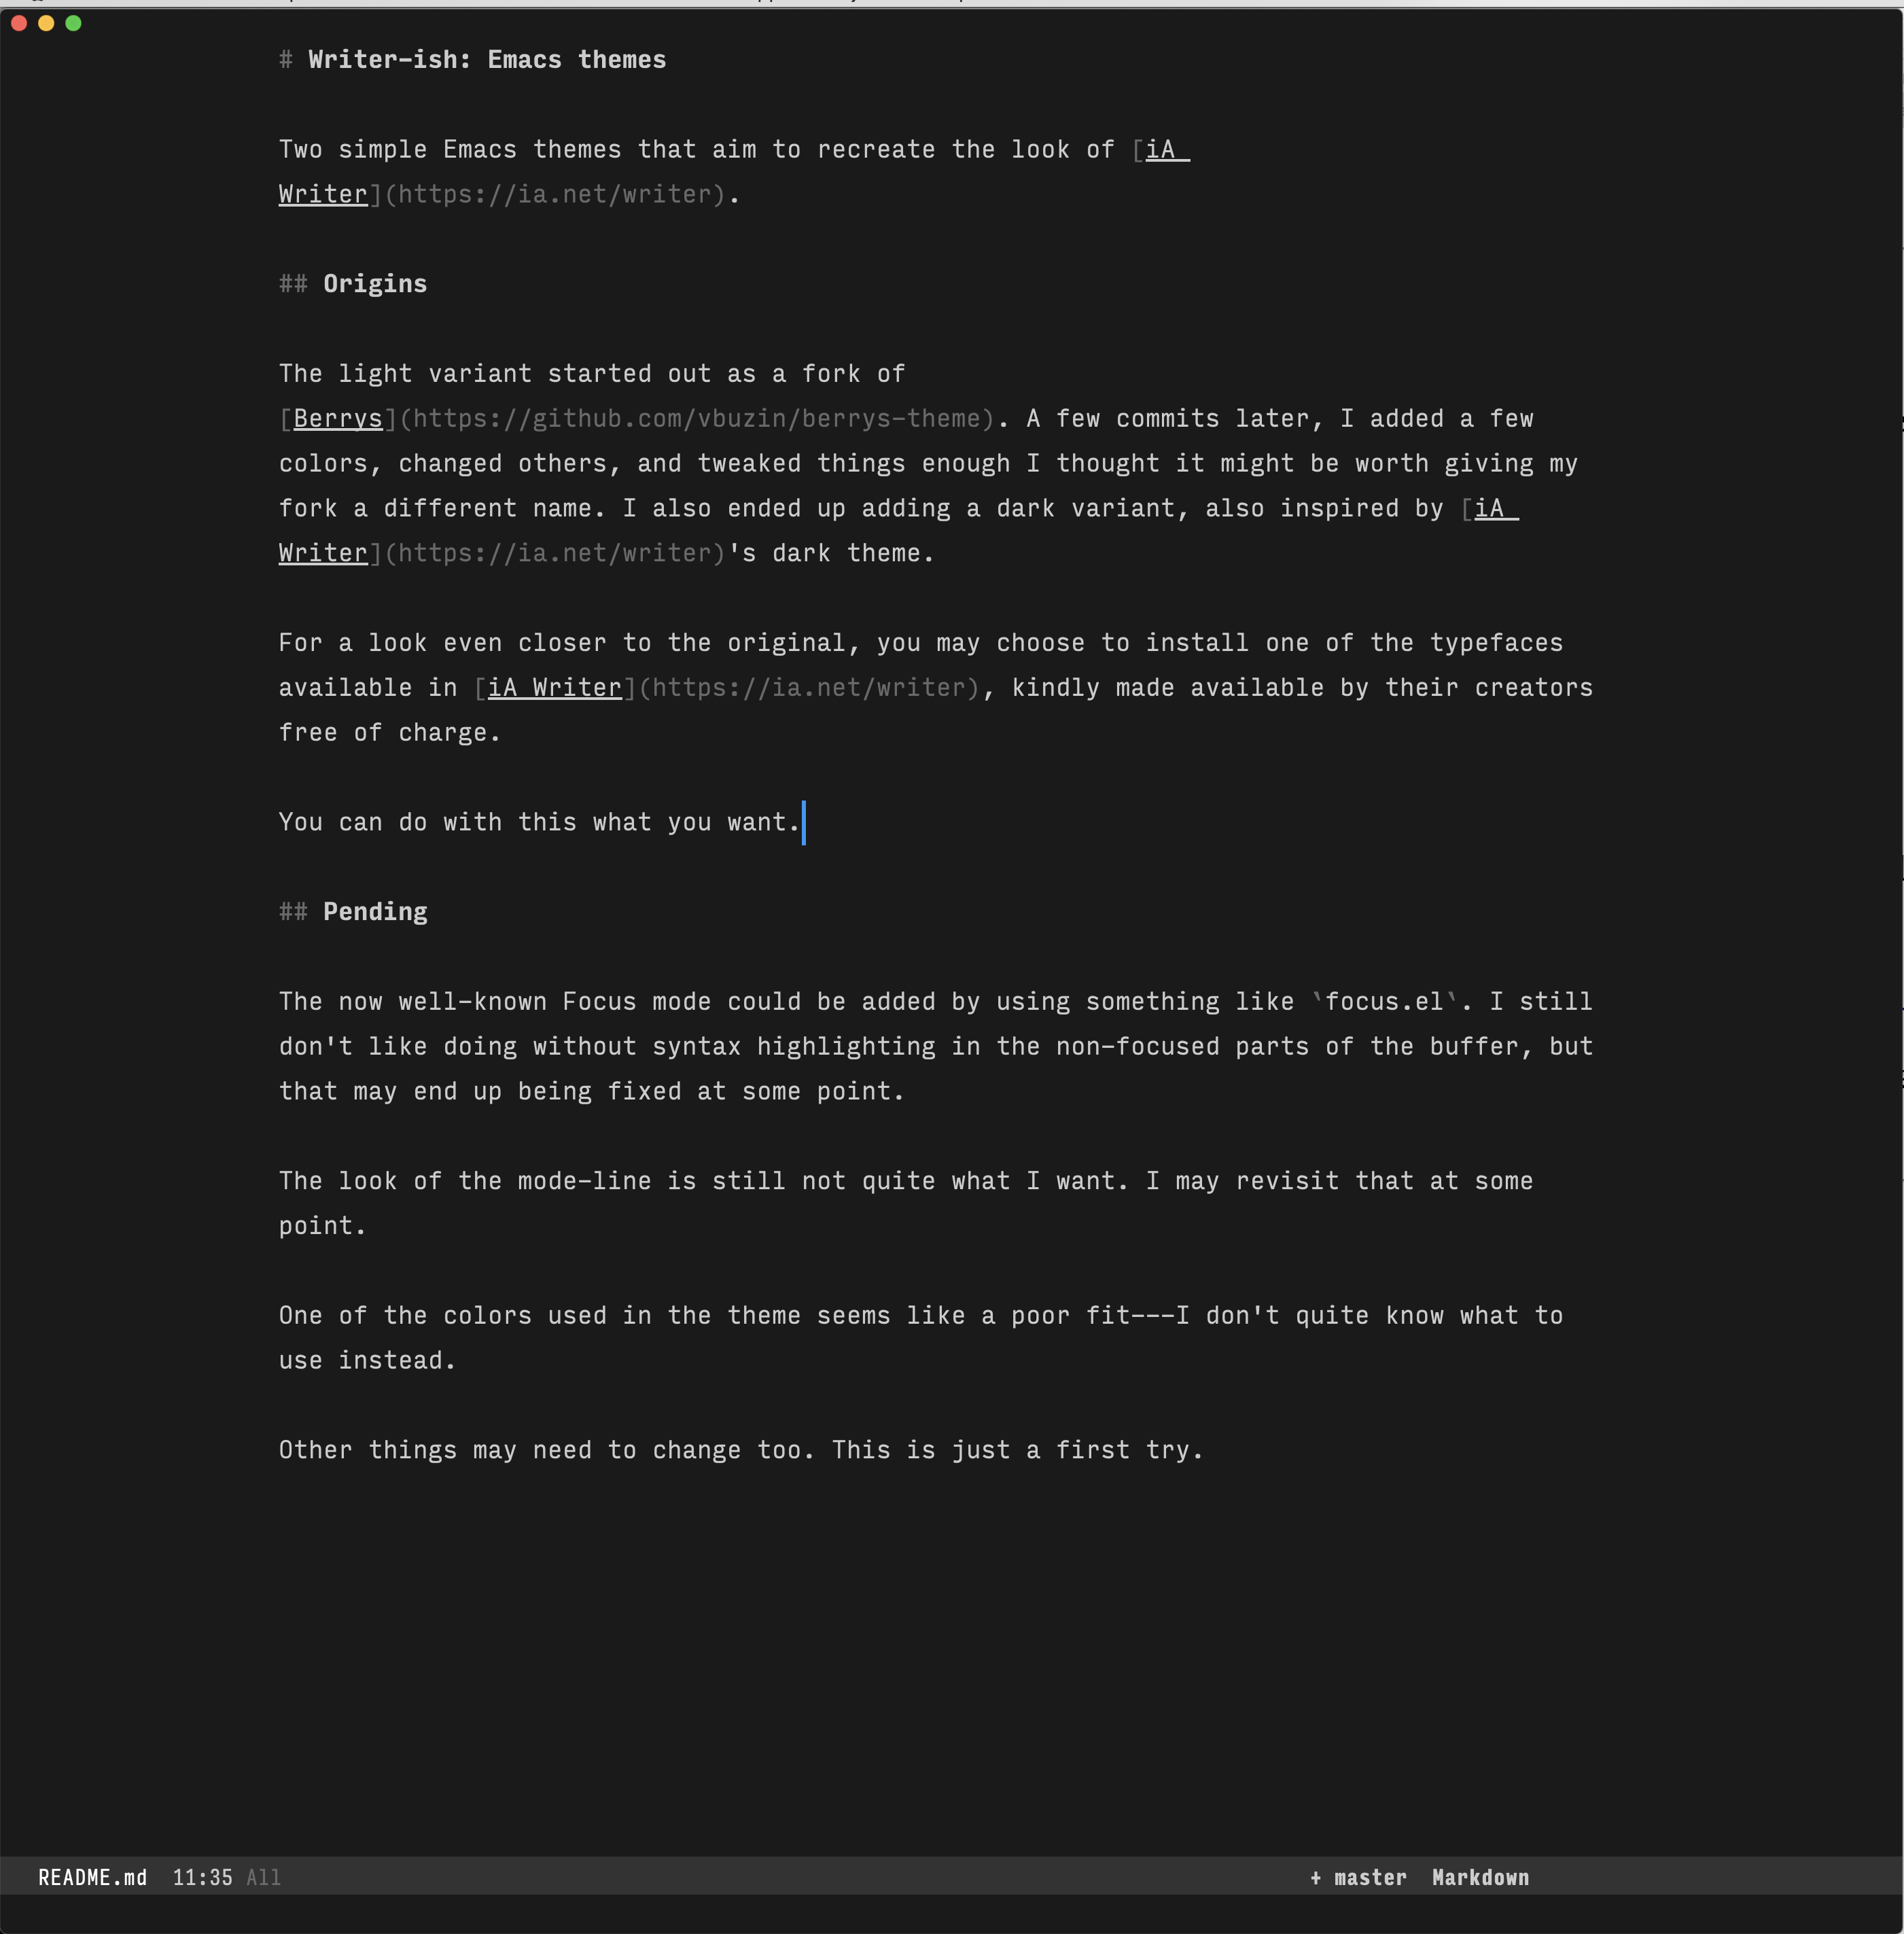 # Writer-ish: Emacs themes
Two simple Emacs themes that aim to recreate the look of [iA
Writer](https://ia.net/writer).
## Origins
The light variant started out as a fork of
[Berrys](https://github.com/vbuzin/berrys-theme). A few commits later, I added a few
colors, changed others, and tweaked things enough I thought it might be worth giving my
fork a different name. I also ended up adding a dark variant, also inspired by [iA
Writer](https://ia.net/writer)'s dark theme.
For a look even closer to the original, you may choose to install one of the typefaces
available in [iA Writer](https://ia.net/writer), kindly made available by their creators
free of charge.
You can do with this what you want.
## Pending
The now well-known Focus mode could be added by using something like `focus.el`. I still
don't like doing without syntax highlighting in the non-focused parts of the buffer, but
that may end up being fixed at some point.
The look of the mode-line is still not quite what I want. I may revisit that at some
point.
One of the colors used in the theme seems like a poor fit---I don't quite know what to
use instead.
Other things may need to change too. This is just a first try.
README.md 11:35 All + master Markdown